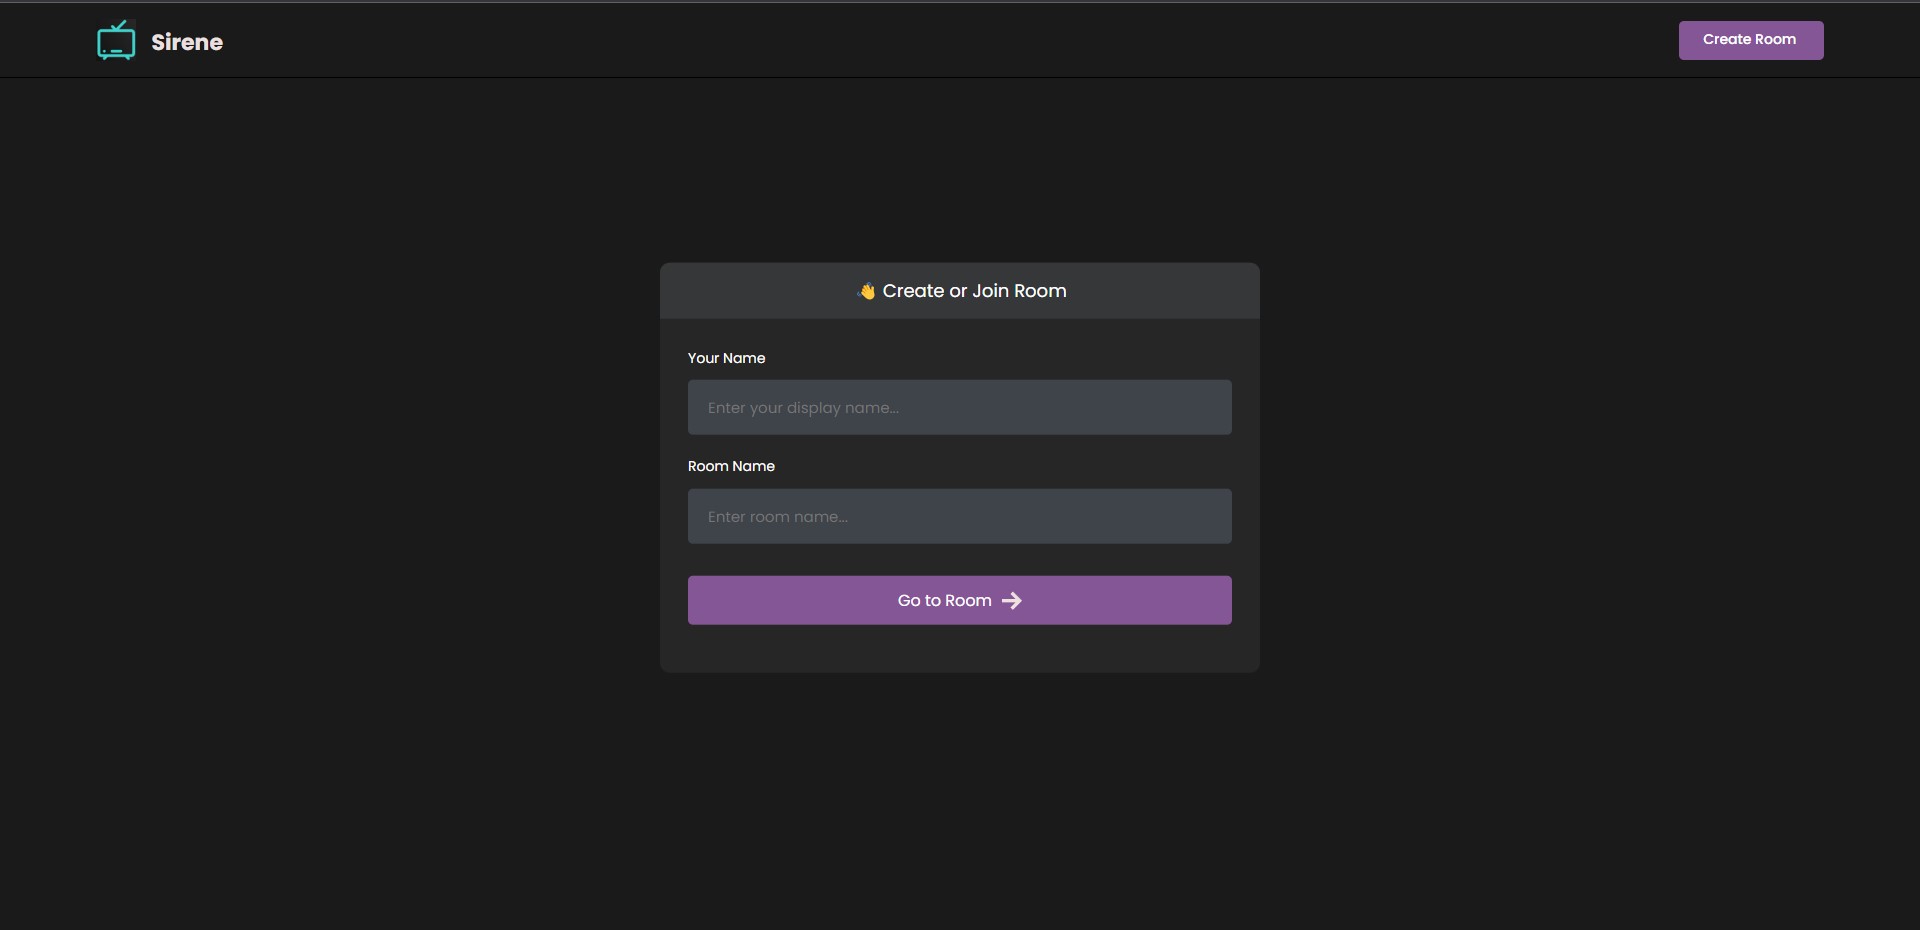 Sirene
Create Room
👋 Create or Join Room
Your Name
Enter your display name...
Room Name
Enter room name...
Go to Room →